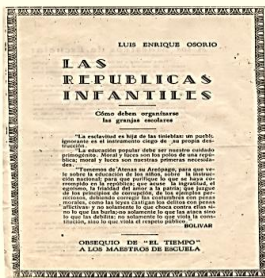 LUIS ENRIQUE OSORIO
LAS
REPUBLICAS
INFANTILES
Cómo deben organizarse
las granjas escolares
"La esclavitud es hija de las tinieblas: un pueblo
ignorante es el instrumento ciego de su propia des-
trucción.
"La educación popular debe ser nuestro cuidado
primogénito. Moral y luces son los polos de una repú-
blica; moral y luces son nuestras primeras necesida-
des.
"Tomemos de Atenas su Areópago, para que ve-
le sobre la educación de los niños, sobre la instruc-
ción nacional; para que purifique lo que se haya co-
rrompido en la república; que acuse la ingratitud, el
egoísmo, la frialdad del amor a la patria; que juzgue
de los principios de corrupción, de los ejemplos per-
niciosos, debiendo corregir las costumbres con penas
morales, como las leyes castigan los delitos con penas
aflictivas y no solamente lo que choca contra ellas si-
no lo que las burla; no solamente lo que las ataca sino
lo que las debilita; no solamente lo que viola la cons-
titución, sino lo que viola el respeto público.
BOLIVAR
OBSEQUIO DE "EL TIEMPO"
A LOS MAESTROS DE ESCUELA